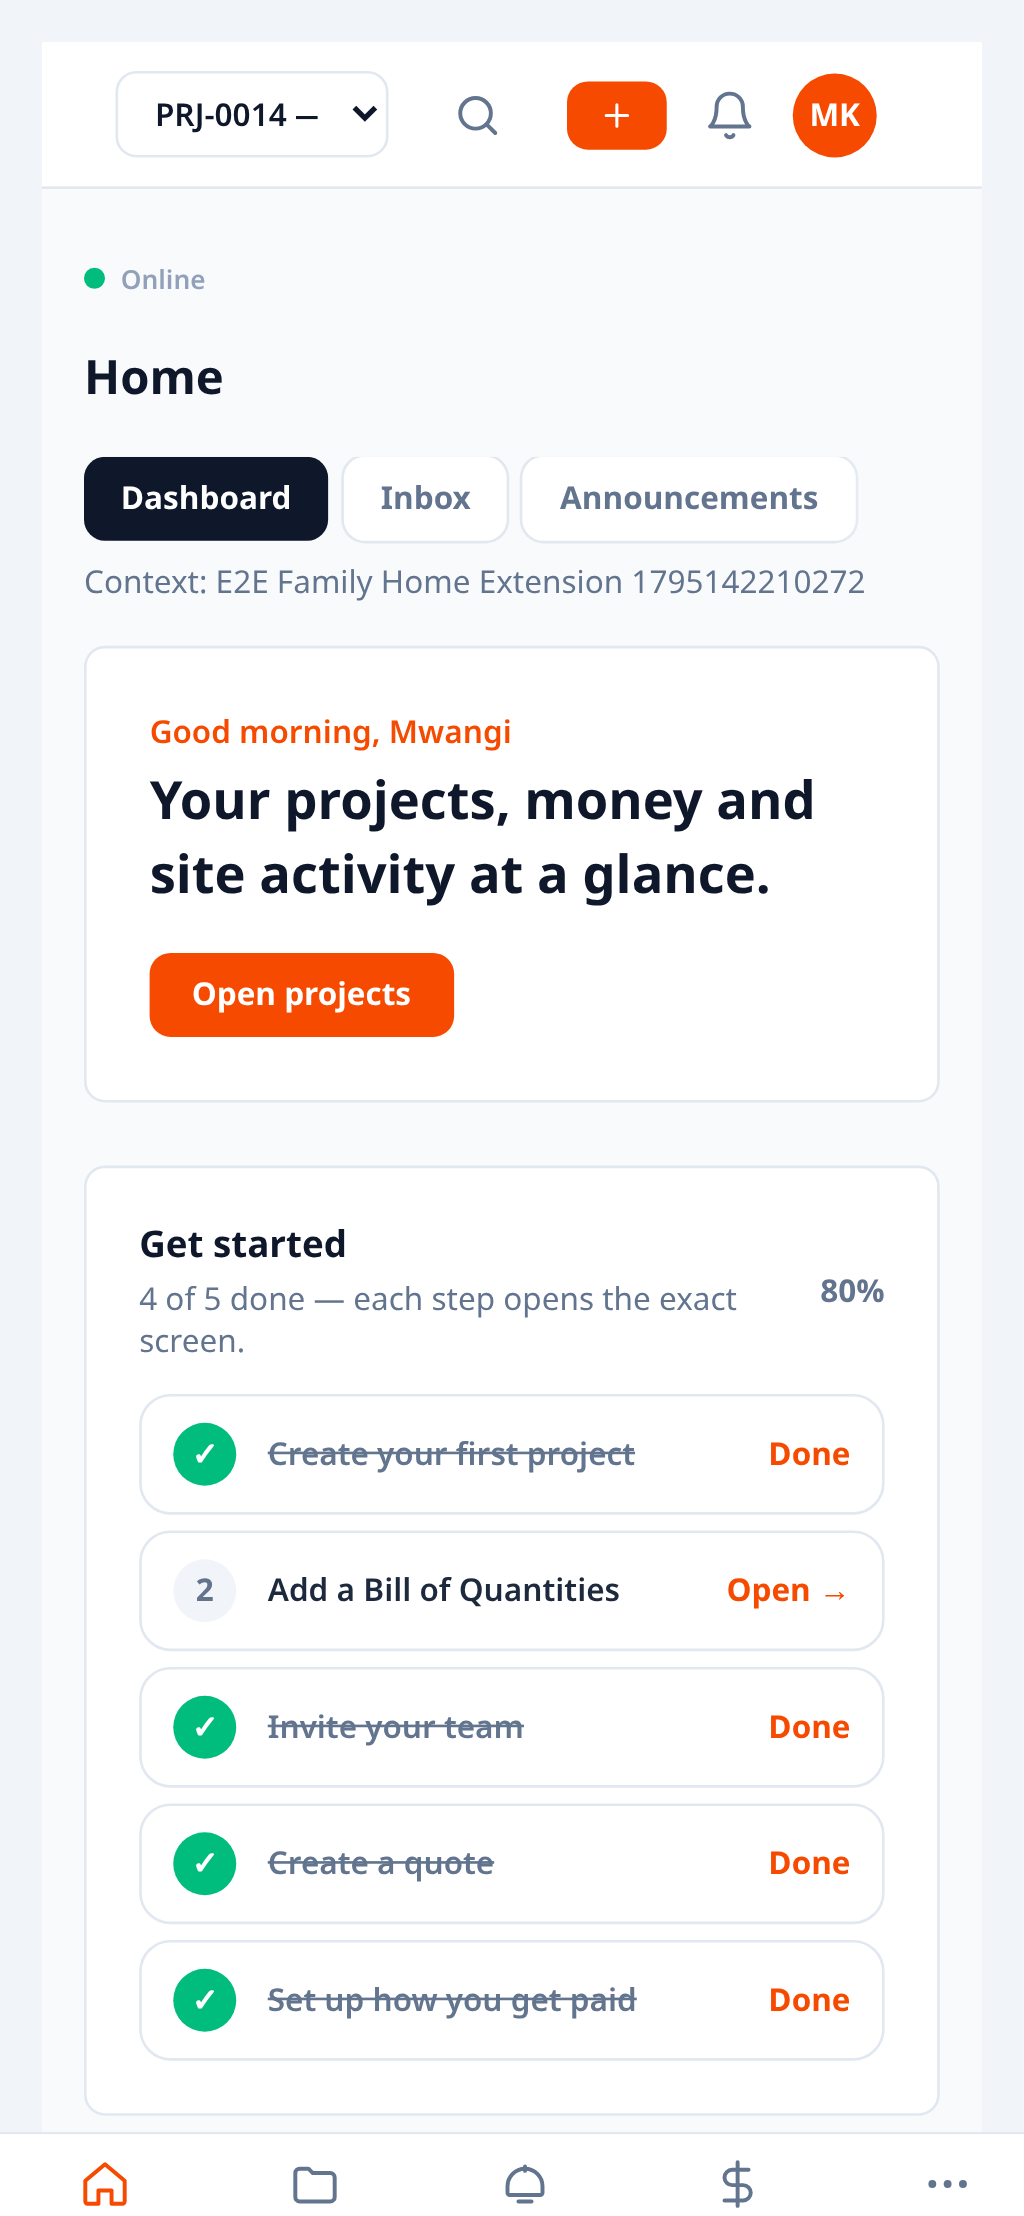 PRJ-0014 —
MK
Online
Home
Dashboard
Inbox
Announcements
Context: E2E Family Home Extension 1795142210272
Good morning, Mwangi
Your projects, money and
site activity at a glance.
Open projects
Get started
4 of 5 done — each step opens the exact
screen.
80%
✓ Create your first project Done
2 Add a Bill of Quantities Open →
✓ Invite your team Done
✓ Create a quote Done
✓ Set up how you get paid Done